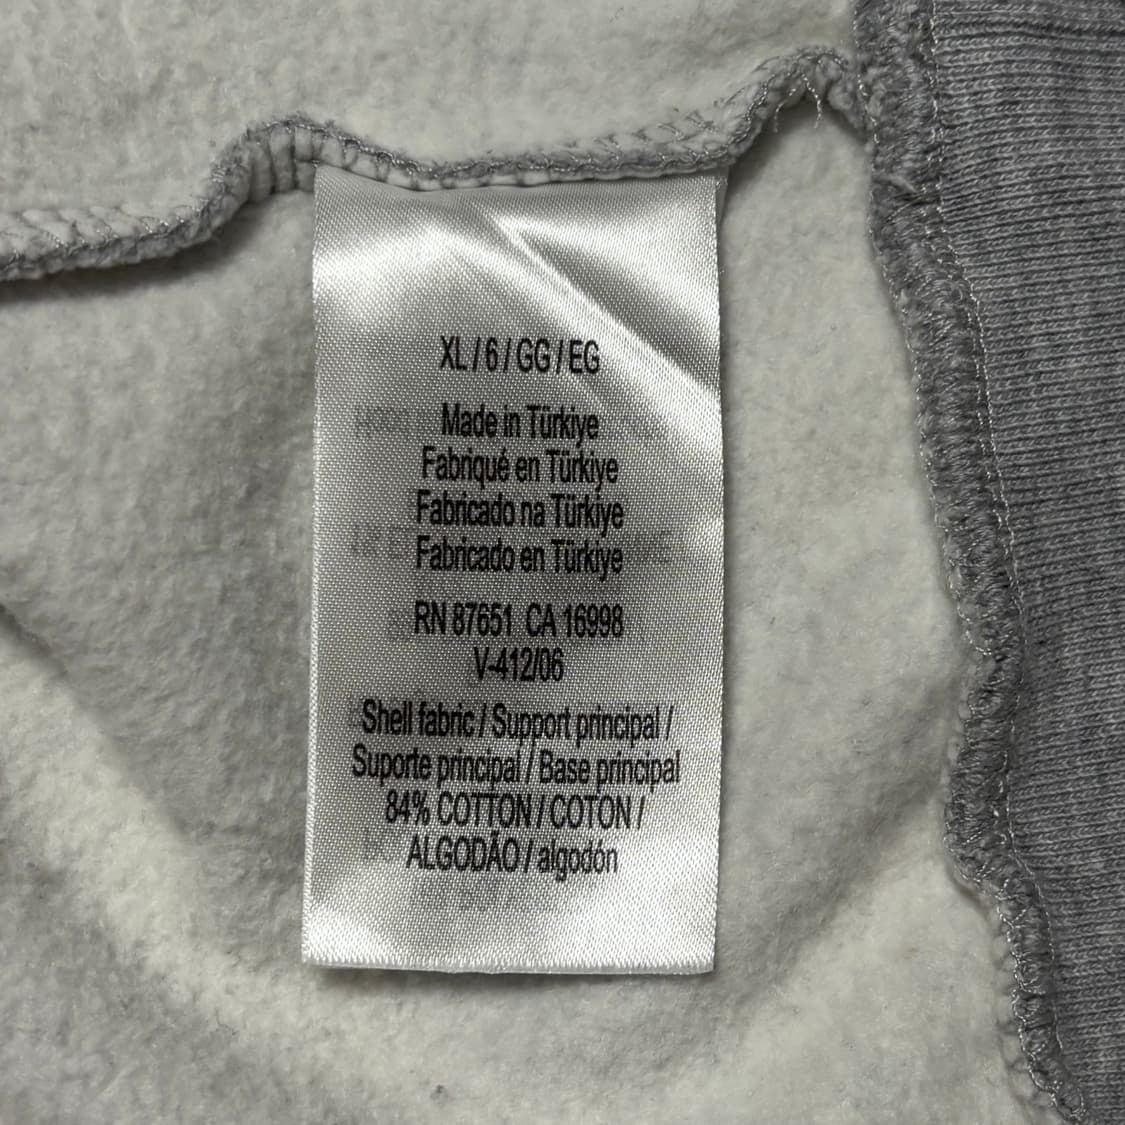 XL / 6 / GG / EG
Made in Türkiye
Fabriqué en Türkiye
Fabricado na Türkiye
Fabricado en Türkiye
RN 87651 CA 16998
V-412/06
Shell fabric / Support principal /
Suporte principal / Base principal
84% COTTON / COTON /
ALGODÃO / algodón